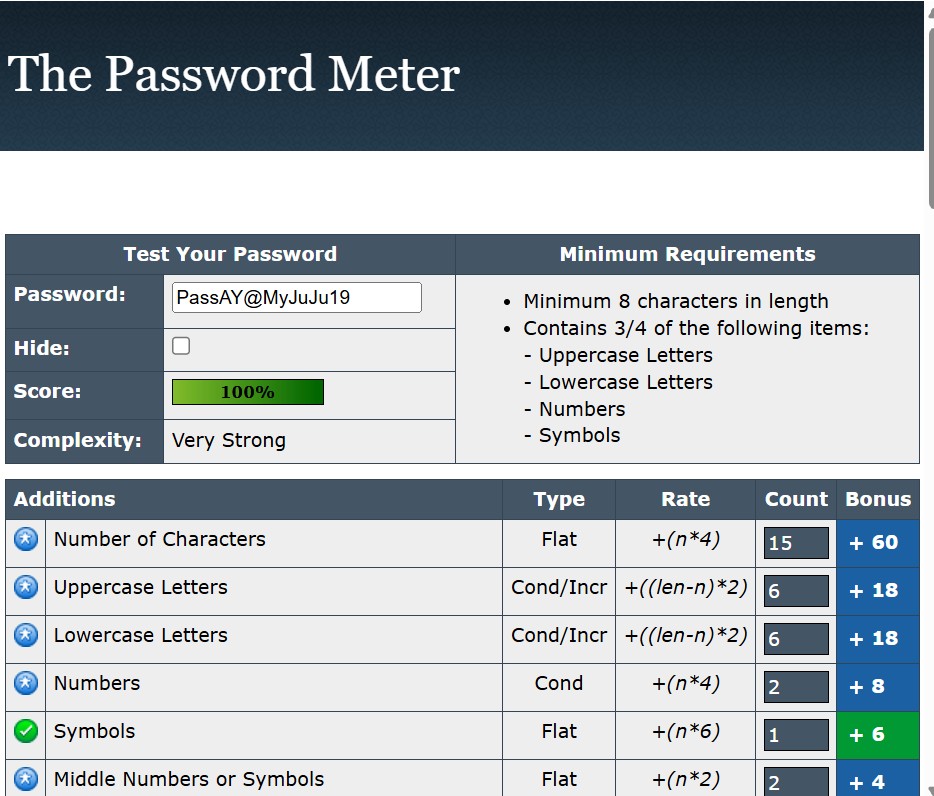 The Password Meter
Test Your Password
Minimum Requirements
Password:
PassAY@MyJuJu19
Hide:
Score:
100%
Complexity:
Very Strong
• Minimum 8 characters in length
• Contains 3/4 of the following items:
- Uppercase Letters
- Lowercase Letters
- Numbers
- Symbols
Additions Type Rate Count Bonus
Number of Characters Flat +(n*4) 15 + 60
Uppercase Letters Cond/Incr +((len-n)*2) 6 + 18
Lowercase Letters Cond/Incr +((len-n)*2) 6 + 18
Numbers Cond +(n*4) 2 + 8
Symbols Flat +(n*6) 1 + 6
Middle Numbers or Symbols Flat +(n*2) 2 + 4